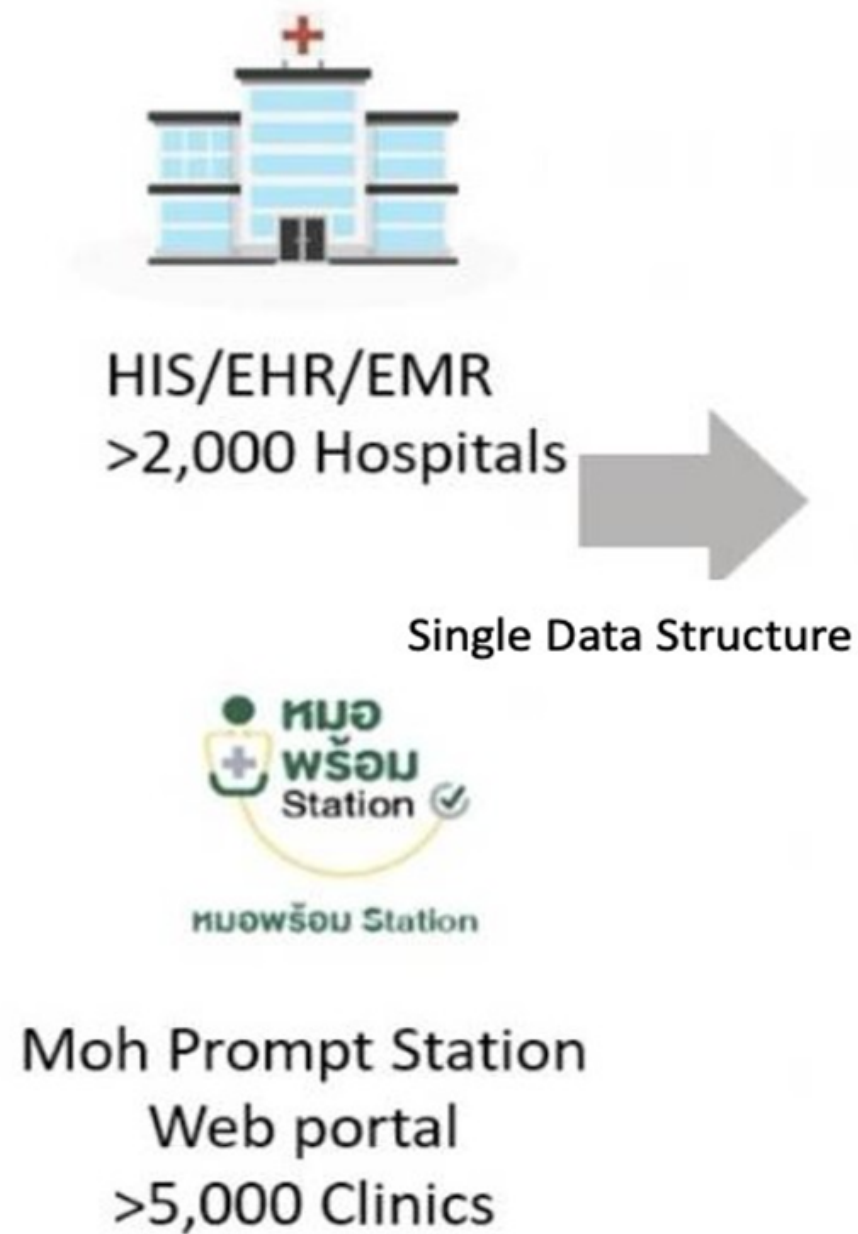 HIS/EHR/EMR
>2,000 Hospitals
Single Data Structure
หมอ
พร้อม
Station
หมอพร้อม Station
Moh Prompt Station
Web portal
>5,000 Clinics